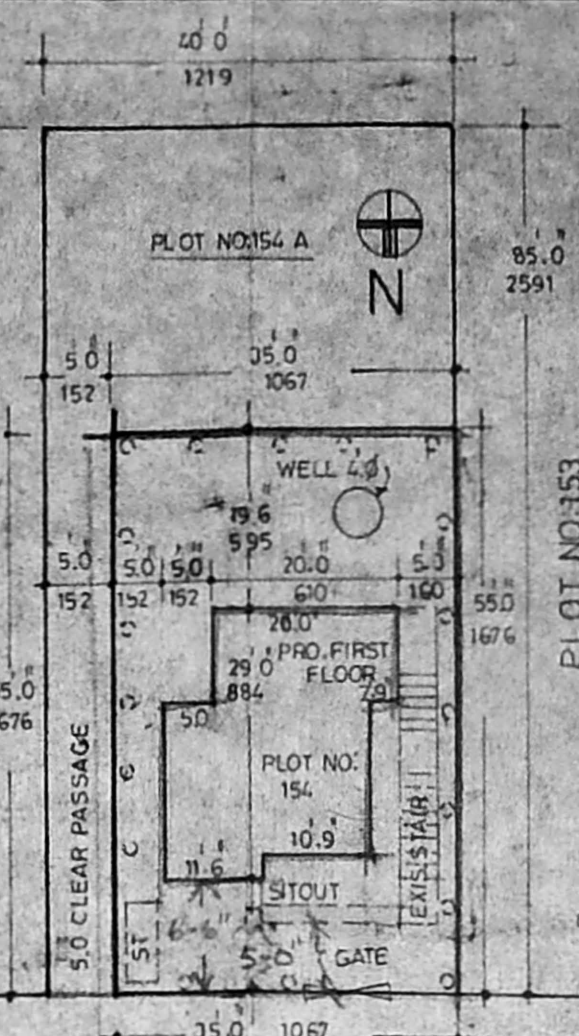 40'0"
1219
PLOT NO:154 A
N
85.0
2591
5'0"
152
35.0
1067
WELL 4.Ø
19.6"
595
5.0
152
5.0
152
5.0
152
20.0
610
160
55.0
1676
20.0'
PRO.FIRST
FLOOR
29'0"
884
7.9"
5.0
676
5.0
PLOT NO:
154
10.9"
11.6"
SITOUT
EXIS:STAIR
5.0 CLEAR PASSAGE
ST
6-6"
5-0"
GATE
PLOT NO:153
35.0 1067